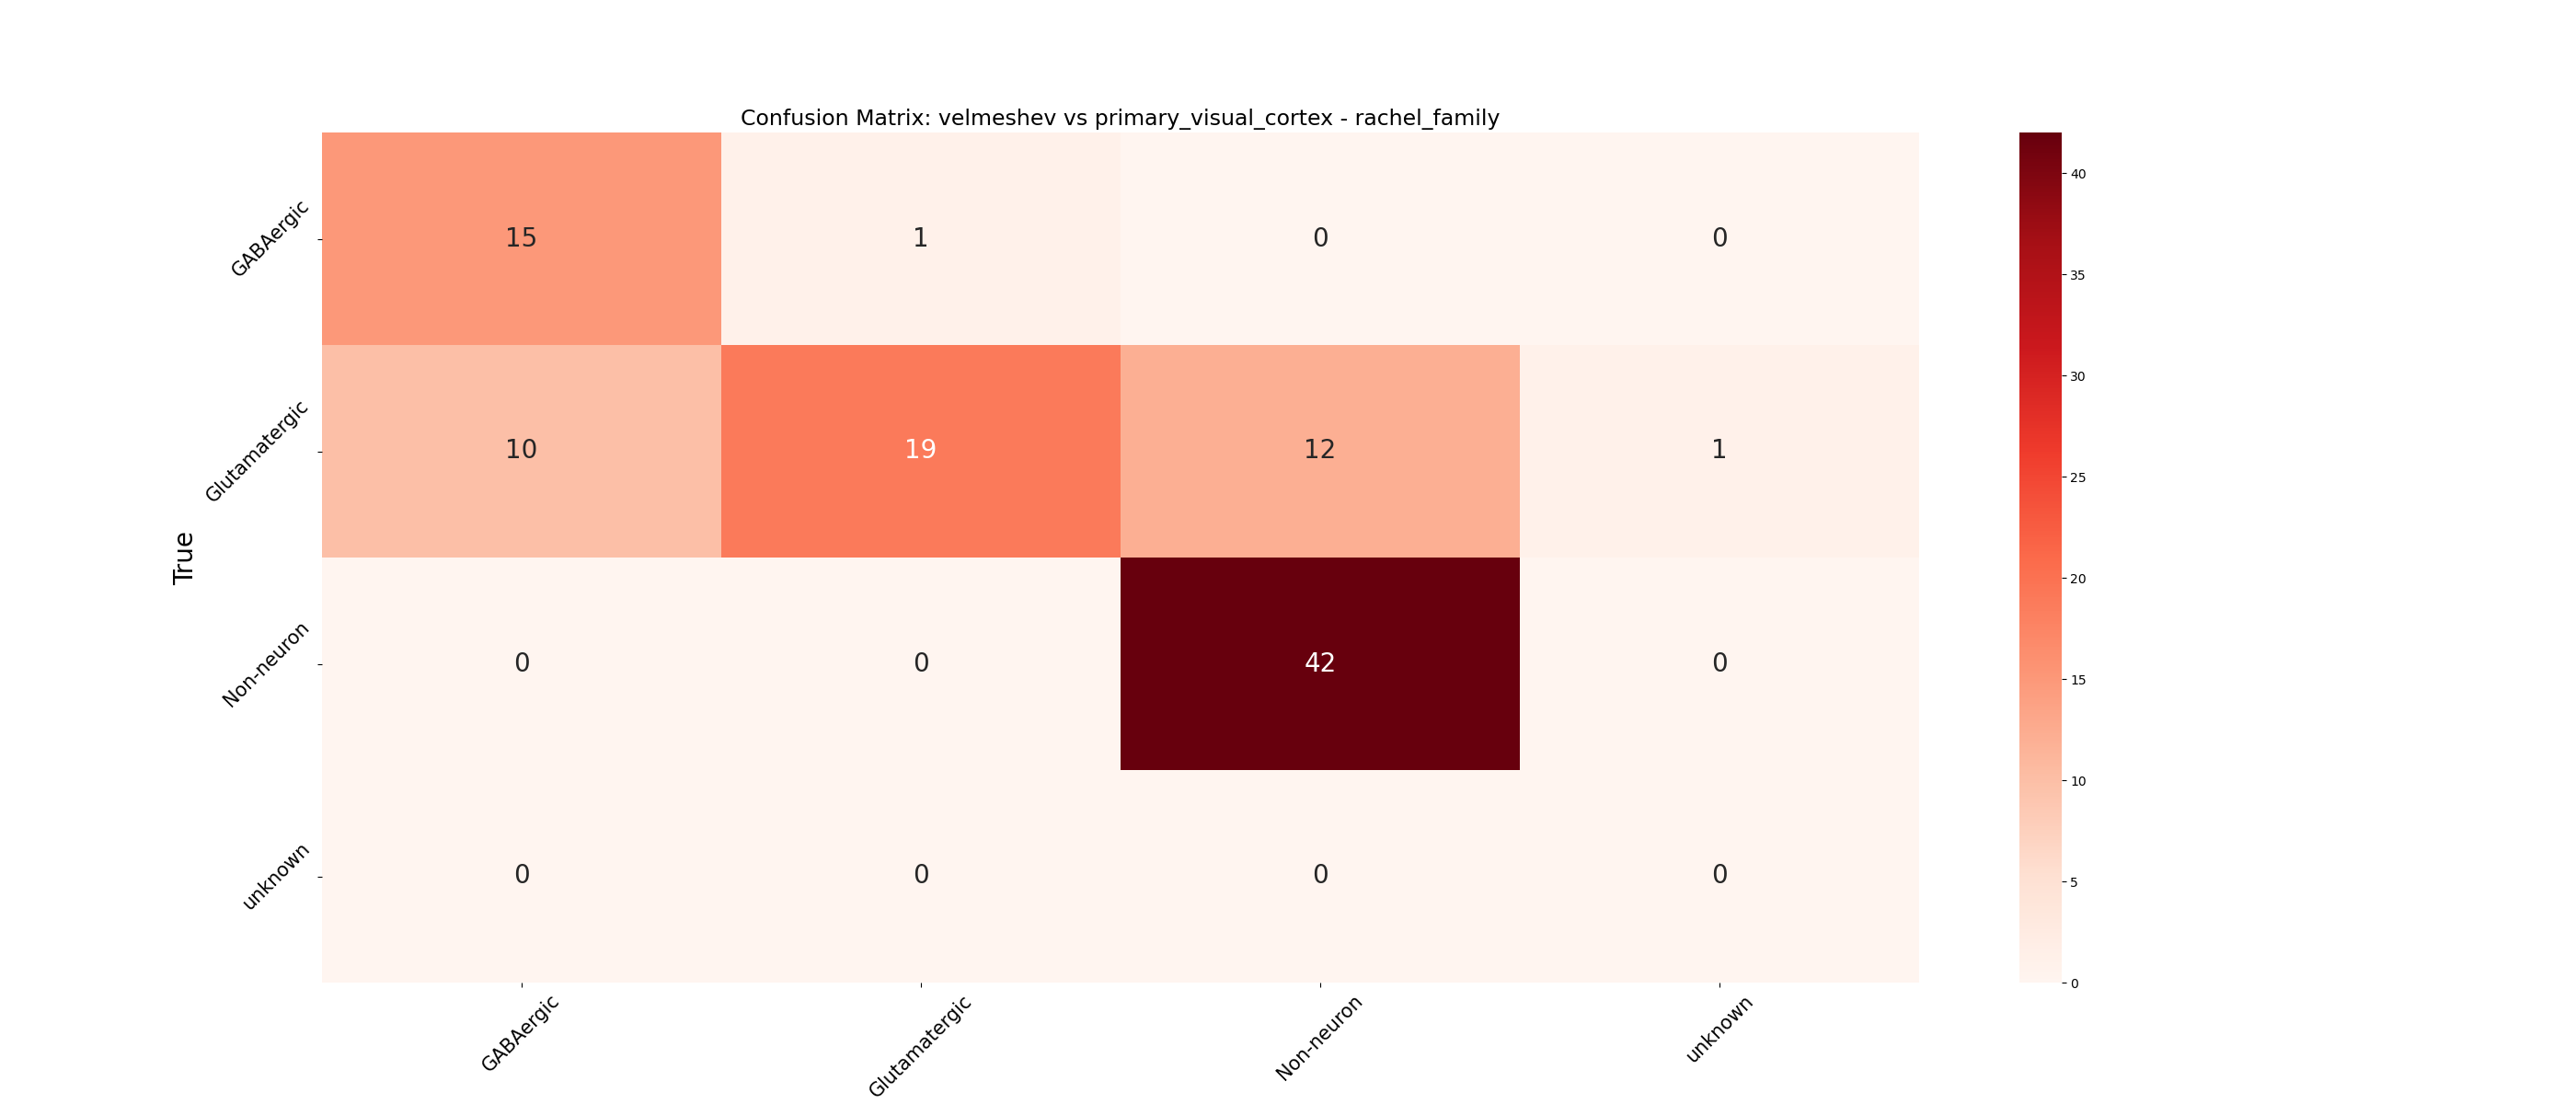 Confusion Matrix: velmeshev vs primary_visual_cortex - rachel_family
True
GABAergic 15 1 0 0
Glutamatergic 10 19 12 1
Non-neuron 0 0 42 0
unknown 0 0 0 0
GABAergic Glutamatergic Non-neuron unknown
40
35
30
25
20
15
10
5
0